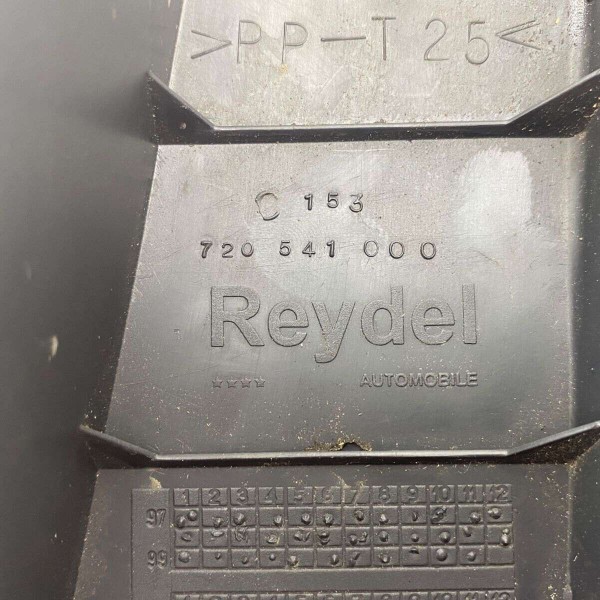 >PP-T25<
C 153
720 541 000
Reydel
**** AUTOMOBILE
1 2 3 4 5 6 7 8 9 10 11 12
97
99